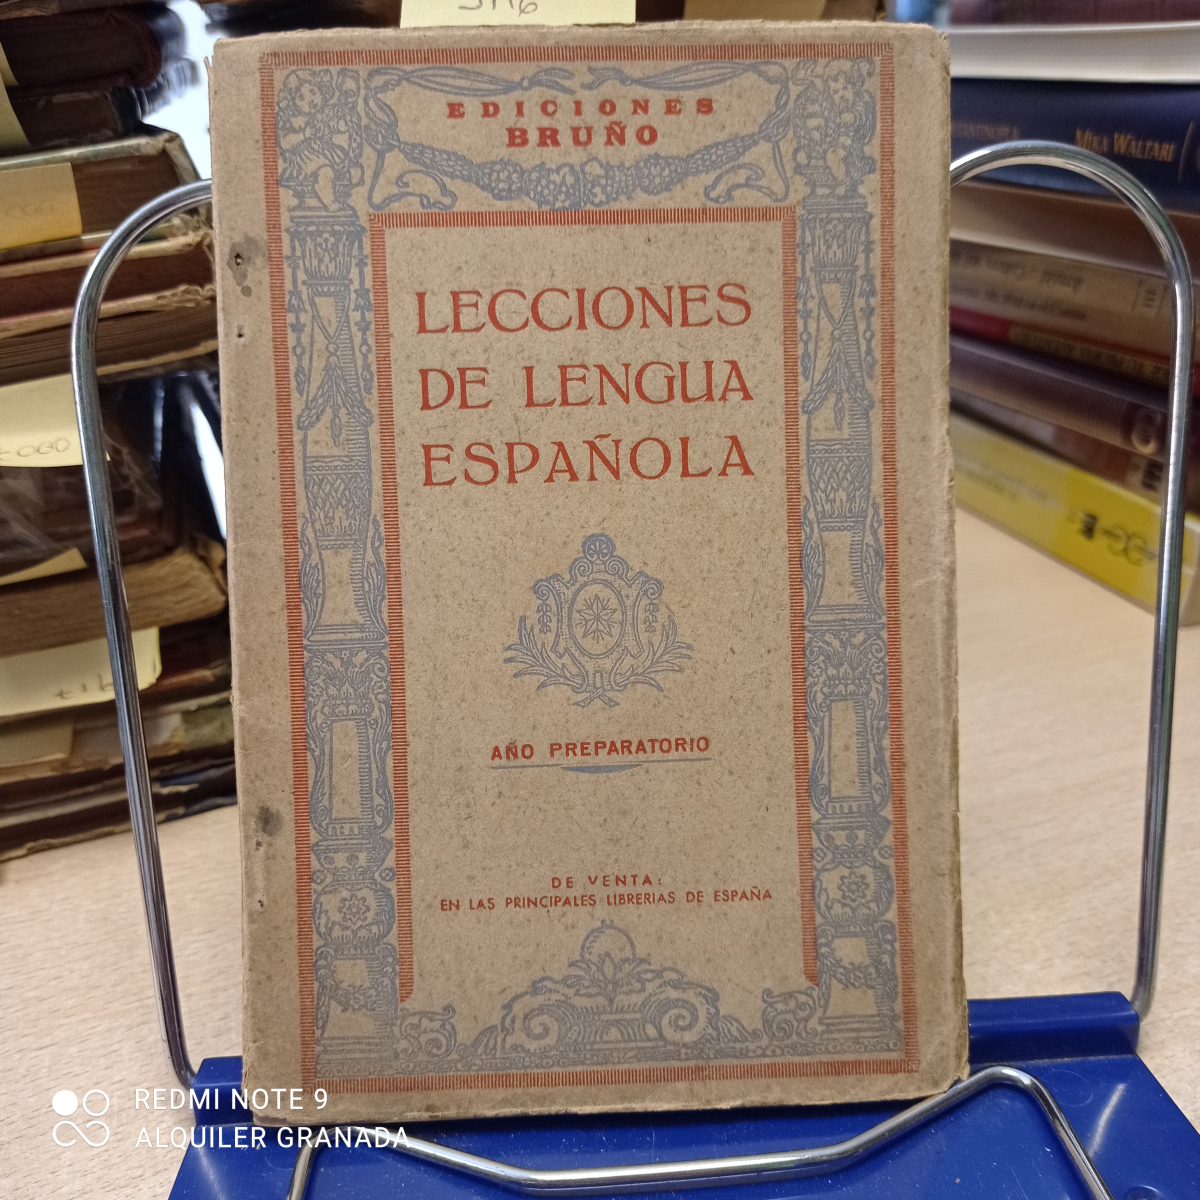 EDICIONES
BRUÑO
LECCIONES
DE LENGUA
ESPAÑOLA
AÑO PREPARATORIO
DE VENTA:
EN LAS PRINCIPALES LIBRERIAS DE ESPAÑA
MIKA WALTARI
REDMI NOTE 9
ALQUILER GRANADA